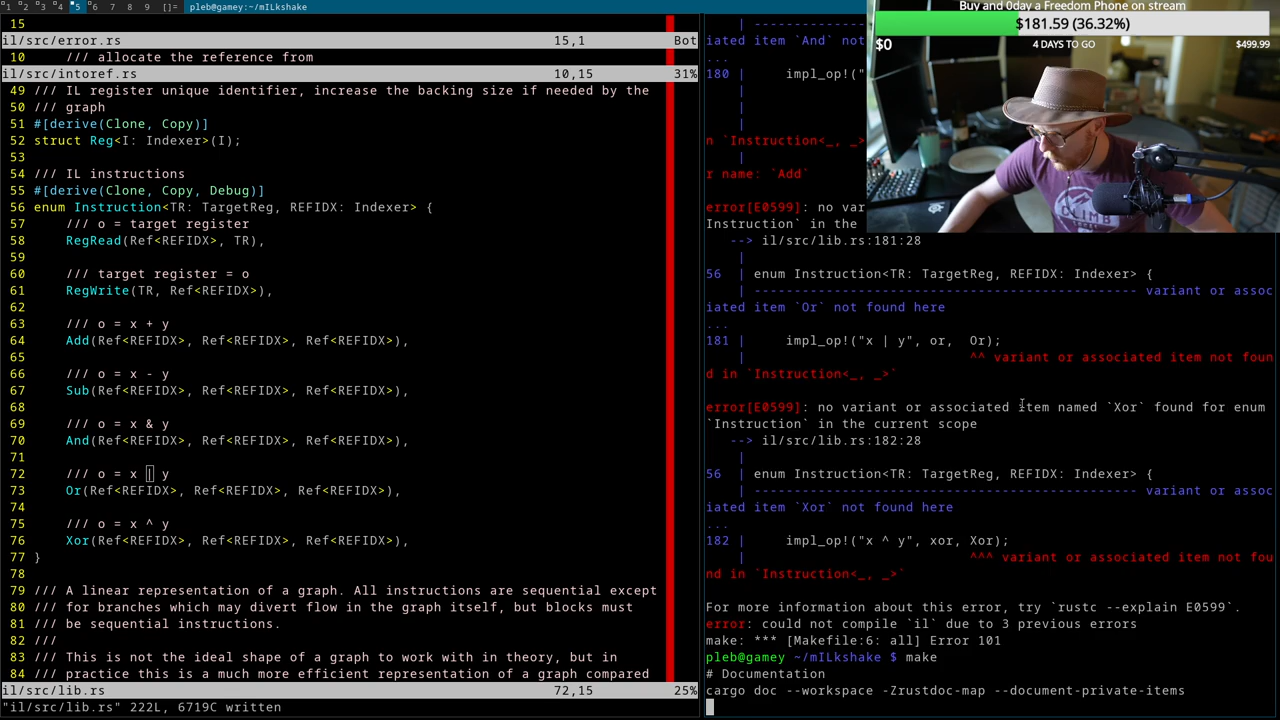 1 2 3 4 5 6 7 8 9 []= pleb@gamey:~/mILkshake
15
il/src/error.rs 15,1 Bot
10 /// allocate the reference from
il/src/intoref.rs 10,15 31%
49 /// IL register unique identifier, increase the backing size if needed by the
50 /// graph
51 #[derive(Clone, Copy)]
52 struct Reg<I: Indexer>(I);
53
54 /// IL instructions
55 #[derive(Clone, Copy, Debug)]
56 enum Instruction<TR: TargetReg, REFIDX: Indexer> {
57 /// o = target register
58 RegRead(Ref<REFIDX>, TR),
59
60 /// target register = o
61 RegWrite(TR, Ref<REFIDX>),
62
63 /// o = x + y
64 Add(Ref<REFIDX>, Ref<REFIDX>, Ref<REFIDX>),
65
66 /// o = x - y
67 Sub(Ref<REFIDX>, Ref<REFIDX>, Ref<REFIDX>),
68
69 /// o = x & y
70 And(Ref<REFIDX>, Ref<REFIDX>, Ref<REFIDX>),
71
72 /// o = x | y
73 Or(Ref<REFIDX>, Ref<REFIDX>, Ref<REFIDX>),
74
75 /// o = x ^ y
76 Xor(Ref<REFIDX>, Ref<REFIDX>, Ref<REFIDX>),
77 }
78
79 /// A linear representation of a graph. All instructions are sequential except
80 /// for branches which may divert flow in the graph itself, but blocks must
81 /// be sequential instructions.
82 ///
83 /// This is not the ideal shape of a graph to work with in theory, but in
84 /// practice this is a much more efficient representation of a graph compared
il/src/lib.rs 72,15 25%
"il/src/lib.rs" 222L, 6719C written
| -------
iated item `And` not
...
180 | impl_op!("
|
|
|
n `Instruction<_, _>
|
r name: `Add`
error[E0599]: no var
Instruction` in the
--> il/src/lib.rs:181:28
|
56 | enum Instruction<TR: TargetReg, REFIDX: Indexer> {
| ------------------------------------------------ variant or assoc
iated item `Or` not found here
...
181 | impl_op!("x | y", or, Or);
| ^^ variant or associated item not foun
d in `Instruction<_, _>`
error[E0599]: no variant or associated item named `Xor` found for enum
`Instruction` in the current scope
--> il/src/lib.rs:182:28
|
56 | enum Instruction<TR: TargetReg, REFIDX: Indexer> {
| ------------------------------------------------ variant or assoc
iated item `Xor` not found here
...
182 | impl_op!("x ^ y", xor, Xor);
| ^^^ variant or associated item not fou
nd in `Instruction<_, _>`
For more information about this error, try `rustc --explain E0599`.
error: could not compile `il` due to 3 previous errors
make: *** [Makefile:6: all] Error 101
pleb@gamey ~/mILkshake $ make
# Documentation
cargo doc --workspace -Zrustdoc-map --document-private-items
Buy and 0day a Freedom Phone on stream
$181.59 (36.32%)
$0 4 DAYS TO GO $499.99
CLIMB